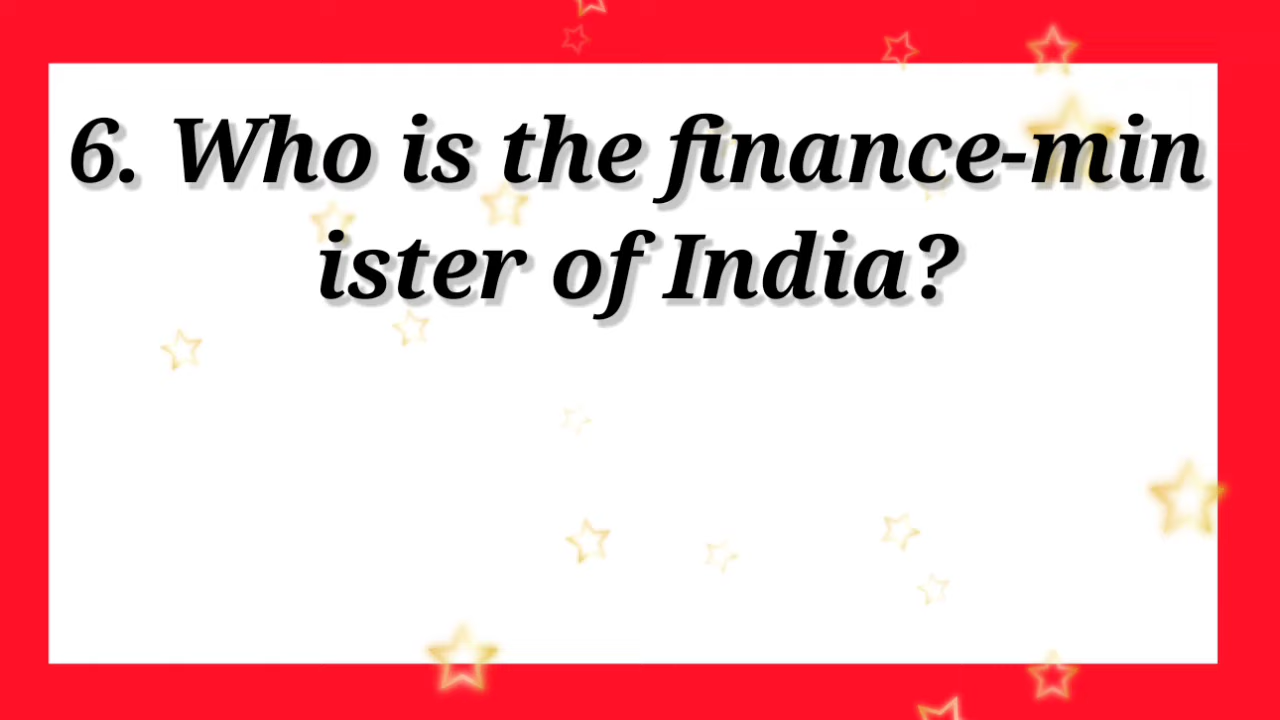 6. Who is the finance-min
ister of India?